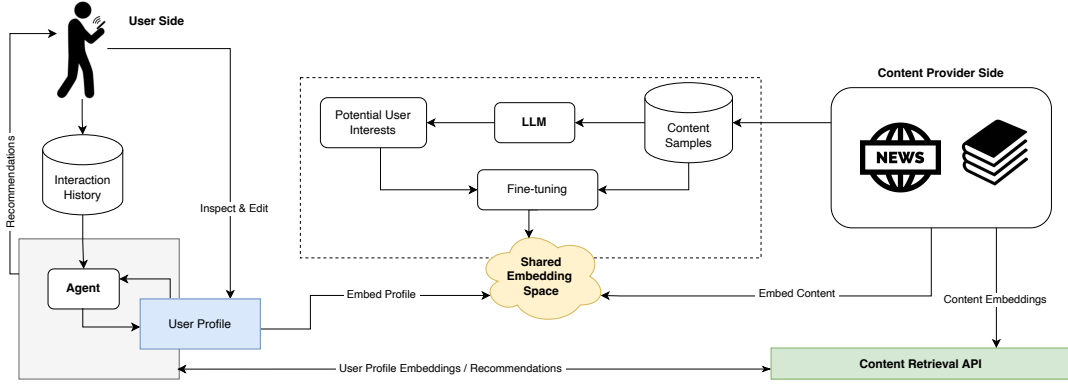 User Side
Content Provider Side
Potential User
Interests
LLM
Content
Samples
NEWS
Recommendations
Interaction
History
Inspect & Edit
Fine-tuning
Shared
Embedding
Space
Agent
User Profile
Embed Profile
Embed Content
Content Embeddings
User Profile Embeddings / Recommendations
Content Retrieval API